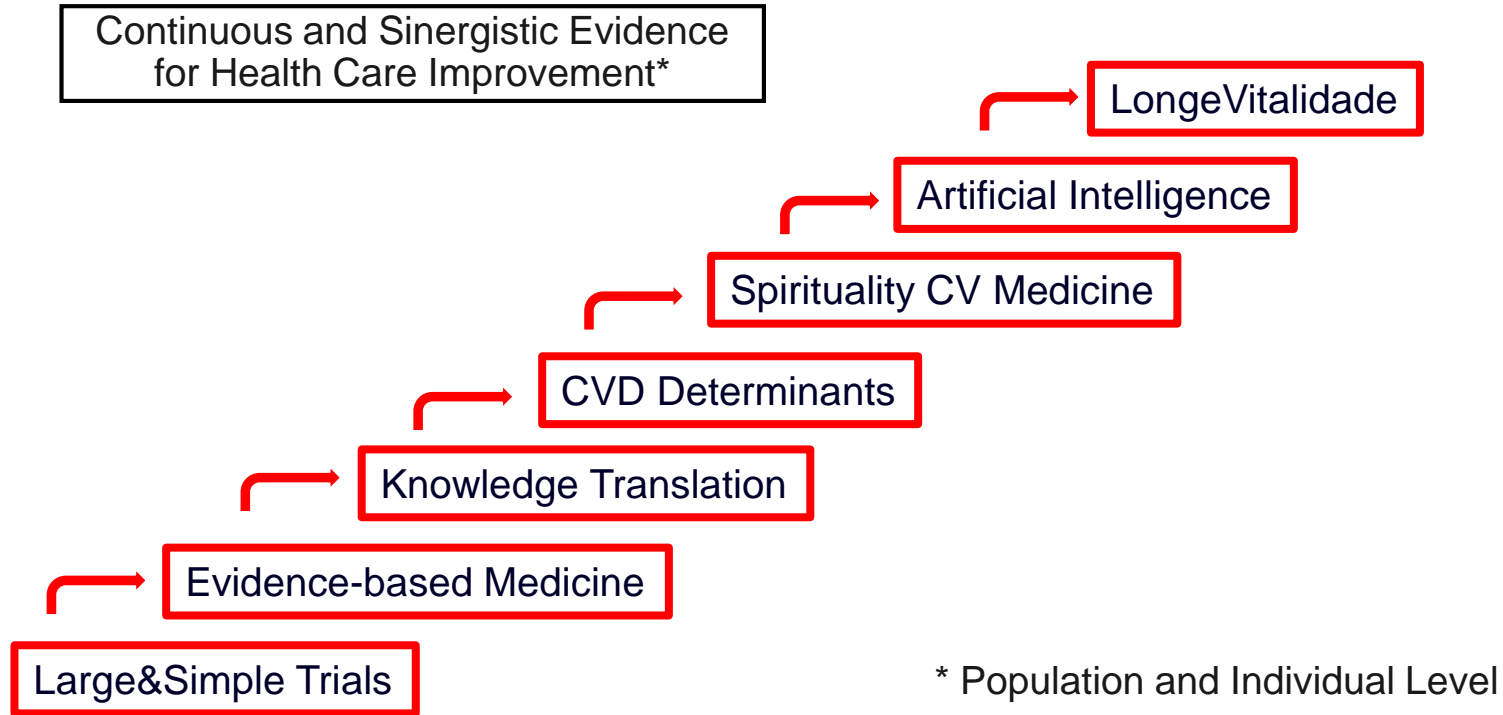 Continuous and Sinergistic Evidence
for Health Care Improvement*
LongeVitalidade
Artificial Intelligence
Spirituality CV Medicine
CVD Determinants
Knowledge Translation
Evidence-based Medicine
Large&Simple Trials
* Population and Individual Level